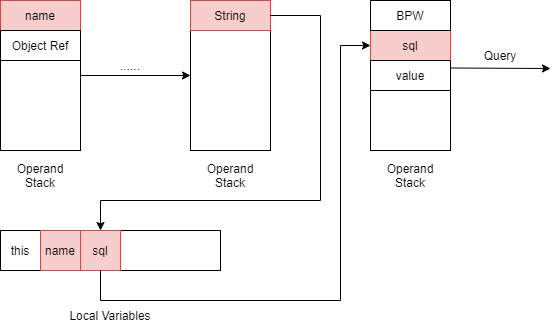 name
Object Ref
......
String
BPW
sql
value
Query
Operand
Stack
Operand
Stack
Operand
Stack
this name sql
Local Variables